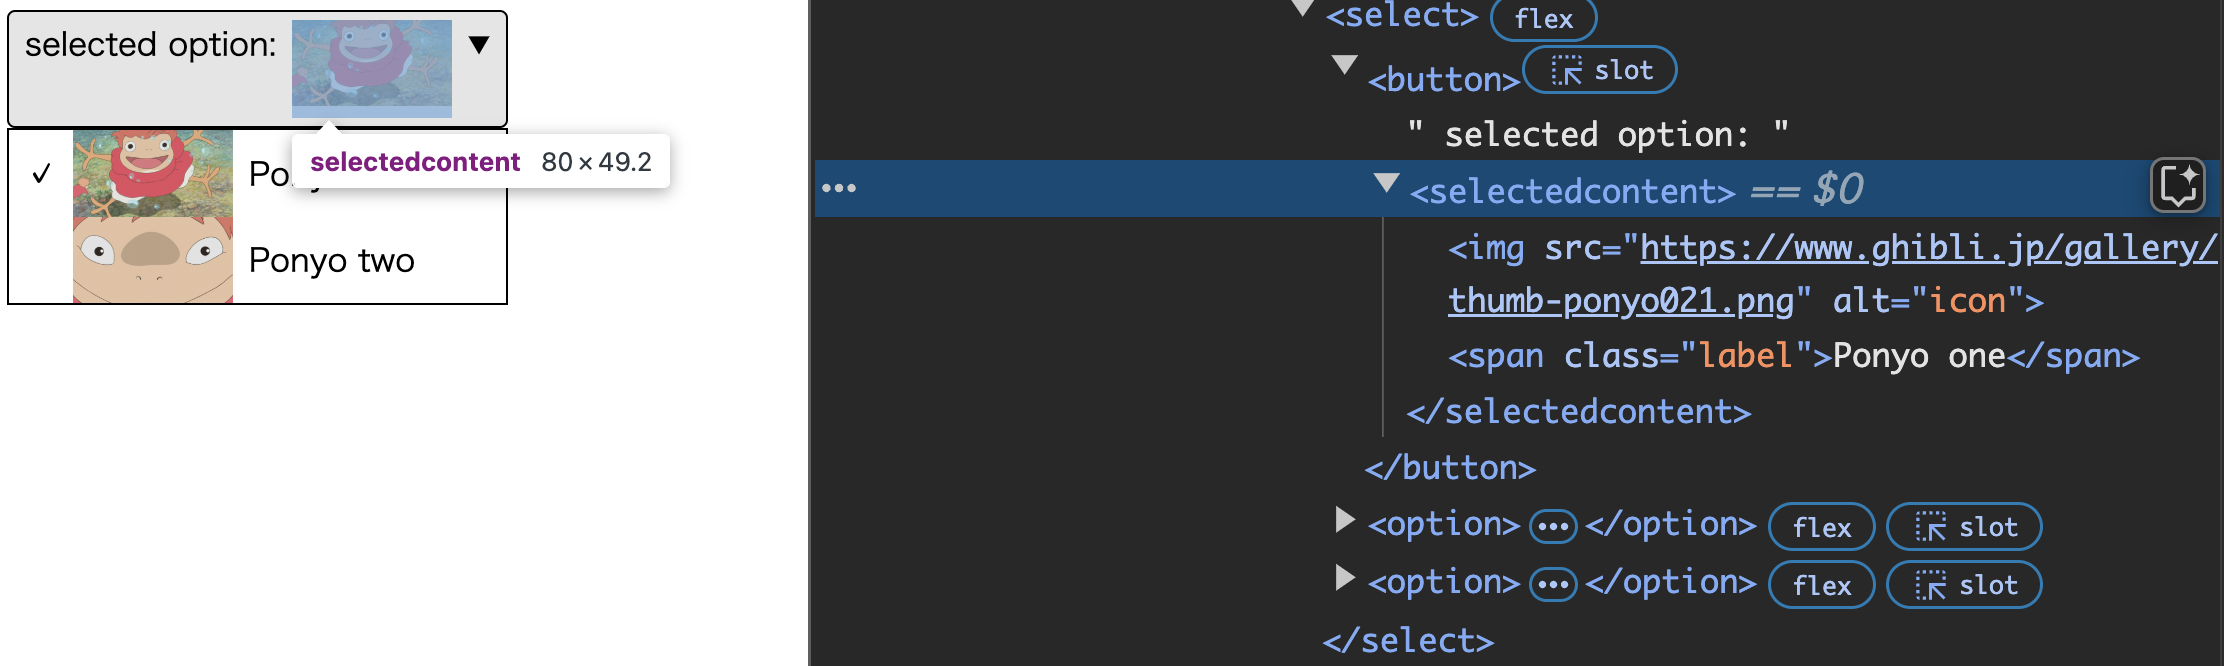 selected option: ▼
✓
selectedcontent 80×49.2
Ponyo two
<select> flex
<button> slot
" selected option: "
••• <selectedcontent> == $0
<img src="https://www.ghibli.jp/gallery/
thumb-ponyo021.png" alt="icon">
<span class="label">Ponyo one</span>
</selectedcontent>
</button>
<option> ••• </option> flex slot
<option> ••• </option> flex slot
</select>